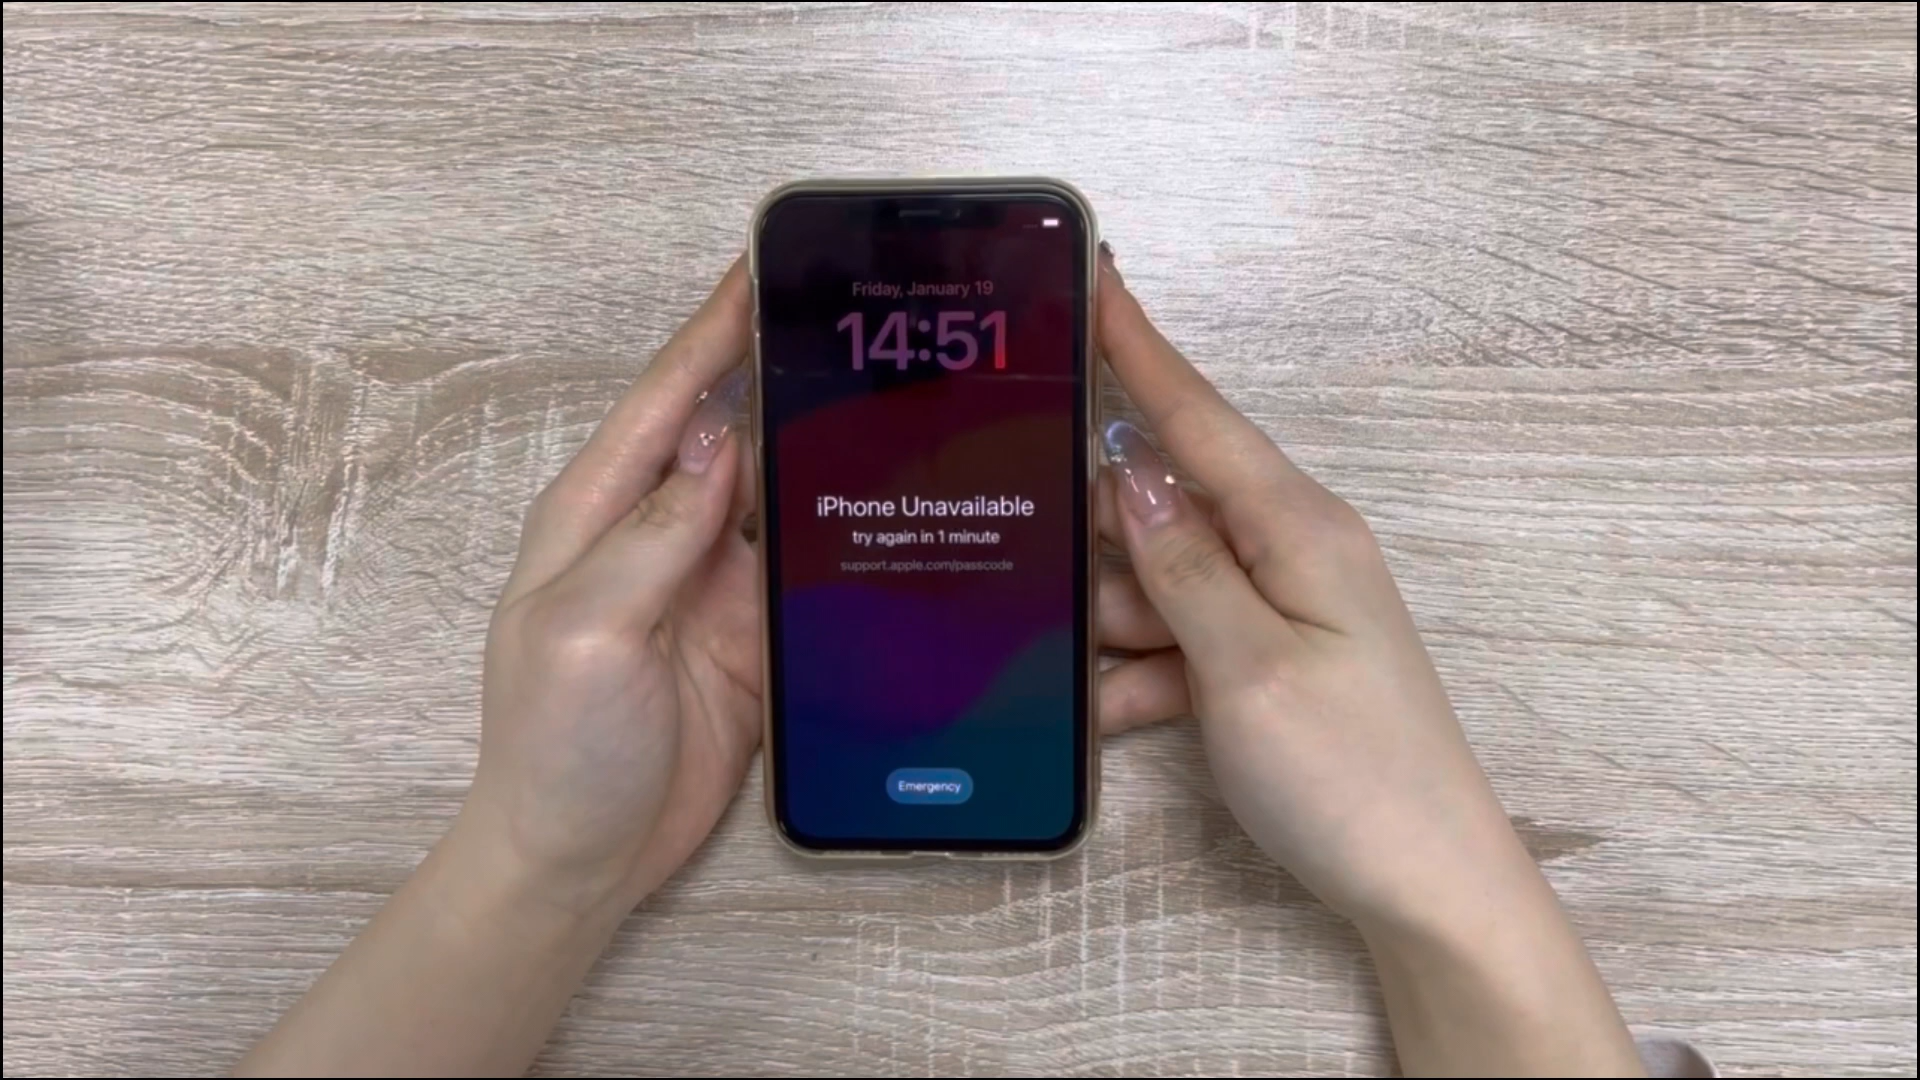 Friday, January 19
14:51
iPhone Unavailable
try again in 1 minute
support.apple.com/passcode
Emergency